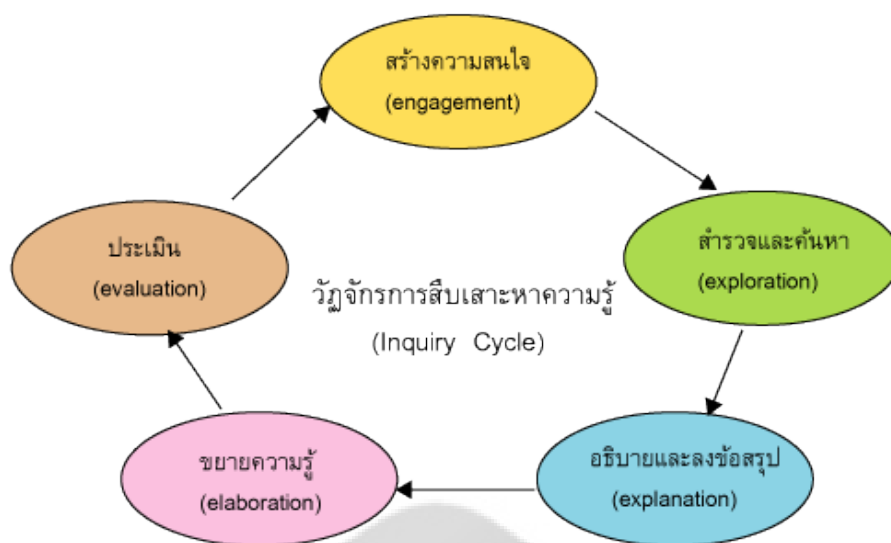 สร้างความสนใจ
(engagement)
สำรวจและค้นหา
(exploration)
อธิบายและลงข้อสรุป
(explanation)
ขยายความรู้
(elaboration)
ประเมิน
(evaluation)
วัฏจักรการสืบเสาะหาความรู้
(Inquiry Cycle)